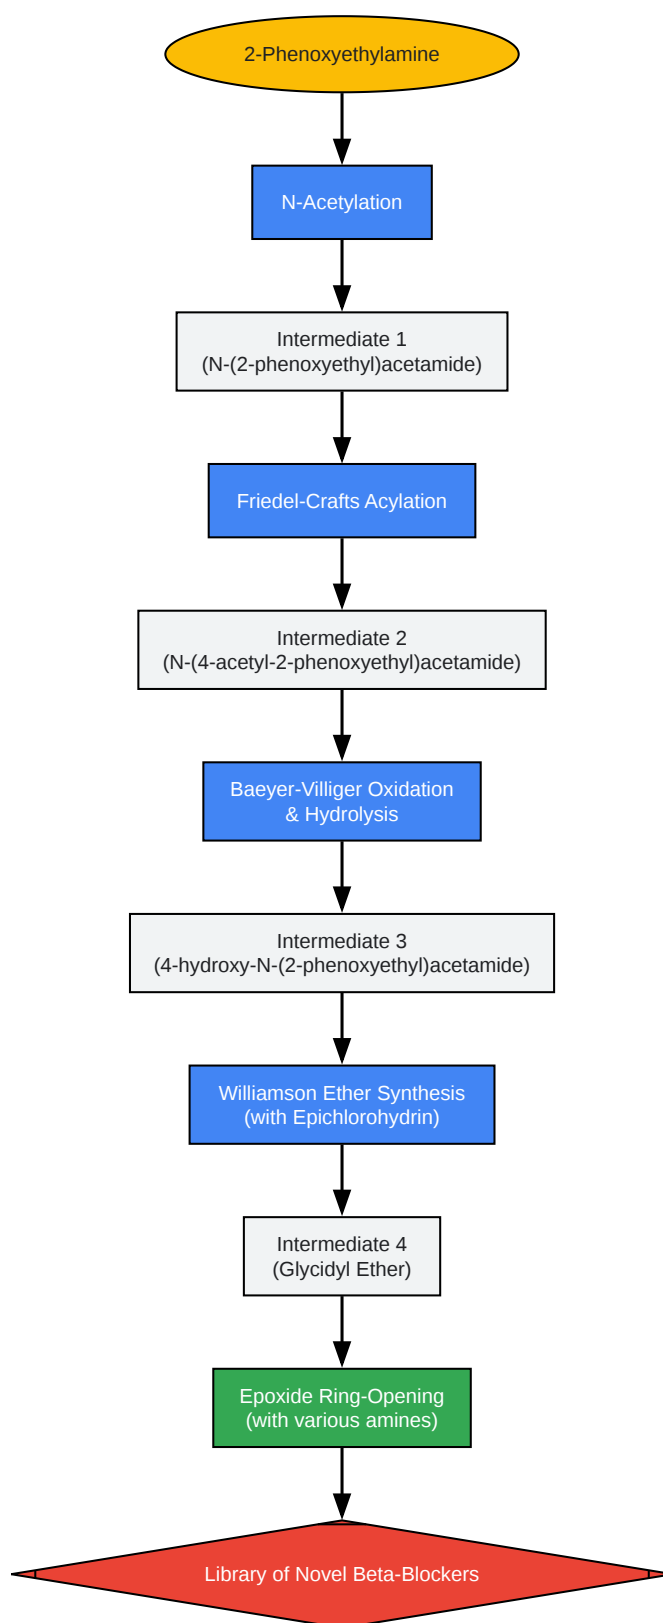 2-Phenoxyethylamine
N-Acetylation
Intermediate 1
(N-(2-phenoxyethyl)acetamide)
Friedel-Crafts Acylation
Intermediate 2
(N-(4-acetyl-2-phenoxyethyl)acetamide)
Baeyer-Villiger Oxidation
& Hydrolysis
Intermediate 3
(4-hydroxy-N-(2-phenoxyethyl)acetamide)
Williamson Ether Synthesis
(with Epichlorohydrin)
Intermediate 4
(Glycidyl Ether)
Epoxide Ring-Opening
(with various amines)
Library of Novel Beta-Blockers